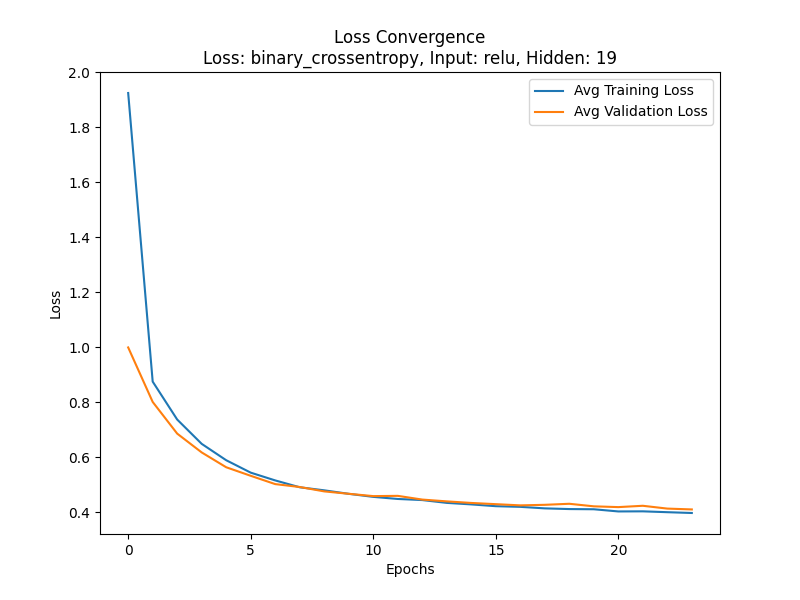 Loss Convergence
Loss: binary_crossentropy, Input: relu, Hidden: 19
Avg Training Loss
Avg Validation Loss
Loss
2.0
1.8
1.6
1.4
1.2
1.0
0.8
0.6
0.4
0 5 10 15 20
Epochs